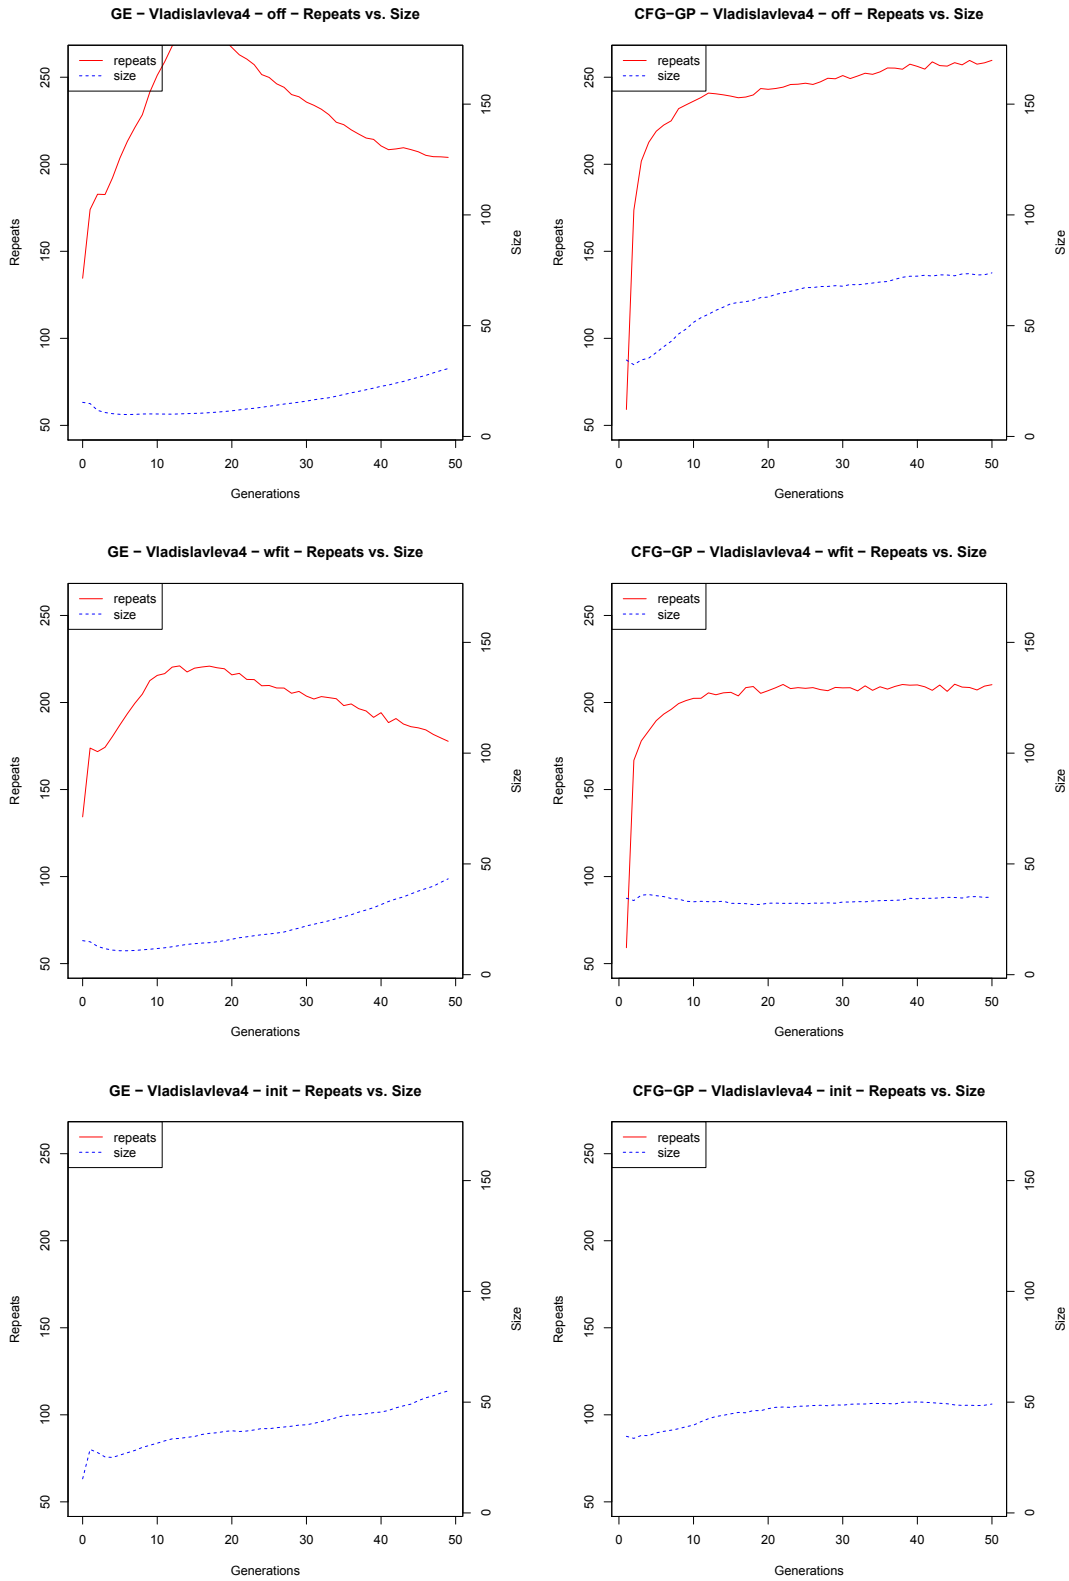 GE − Vladislavleva4 − off − Repeats vs. Size
repeats
size
250
200
150
100
50
Repeats
150
100
50
0
Size
0 10 20 30 40 50
Generations
CFG−GP − Vladislavleva4 − off − Repeats vs. Size
repeats
size
250
200
150
100
50
Repeats
150
100
50
0
Size
0 10 20 30 40 50
Generations
GE − Vladislavleva4 − wfit − Repeats vs. Size
repeats
size
250
200
150
100
50
Repeats
150
100
50
0
Size
0 10 20 30 40 50
Generations
CFG−GP − Vladislavleva4 − wfit − Repeats vs. Size
repeats
size
250
200
150
100
50
Repeats
150
100
50
0
Size
0 10 20 30 40 50
Generations
GE − Vladislavleva4 − init − Repeats vs. Size
repeats
size
250
200
150
100
50
Repeats
150
100
50
0
Size
0 10 20 30 40 50
Generations
CFG−GP − Vladislavleva4 − init − Repeats vs. Size
repeats
size
250
200
150
100
50
Repeats
150
100
50
0
Size
0 10 20 30 40 50
Generations